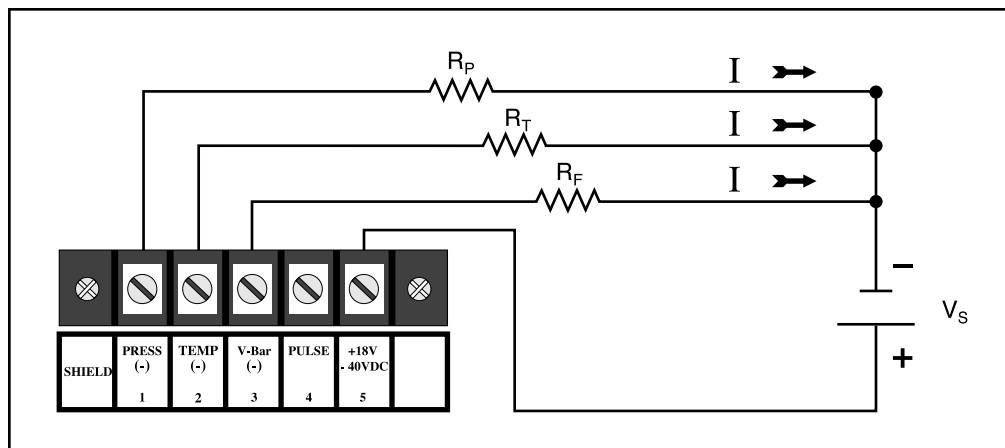 R_P
I
R_T
I
R_F
I
−
V_S
+
SHIELD
PRESS
(-)
1
TEMP
(-)
2
V-Bar
(-)
3
PULSE
4
+18V
- 40VDC
5